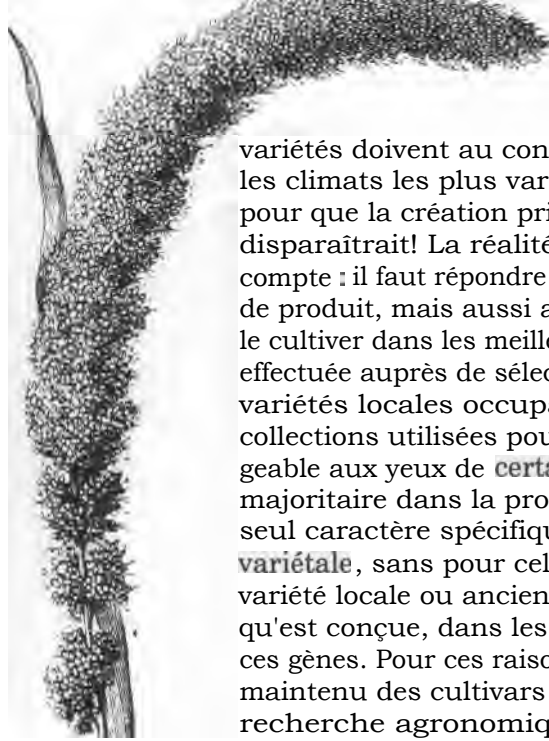 variétés doivent au con
les climats les plus var
pour que la création pri
disparaîtrait! La réalité
compte : il faut répondre
de produit, mais aussi a
le cultiver dans les meille
effectuée auprès de sélec
variétés locales occupa
collections utilisées pou
geable aux yeux de certa
majoritaire dans la pro
seul caractère spécifiqu
variétale, sans pour cel
variété locale ou ancien
qu'est conçue, dans les
ces gènes. Pour ces raiso
maintenu des cultivars
recherche agronomiq